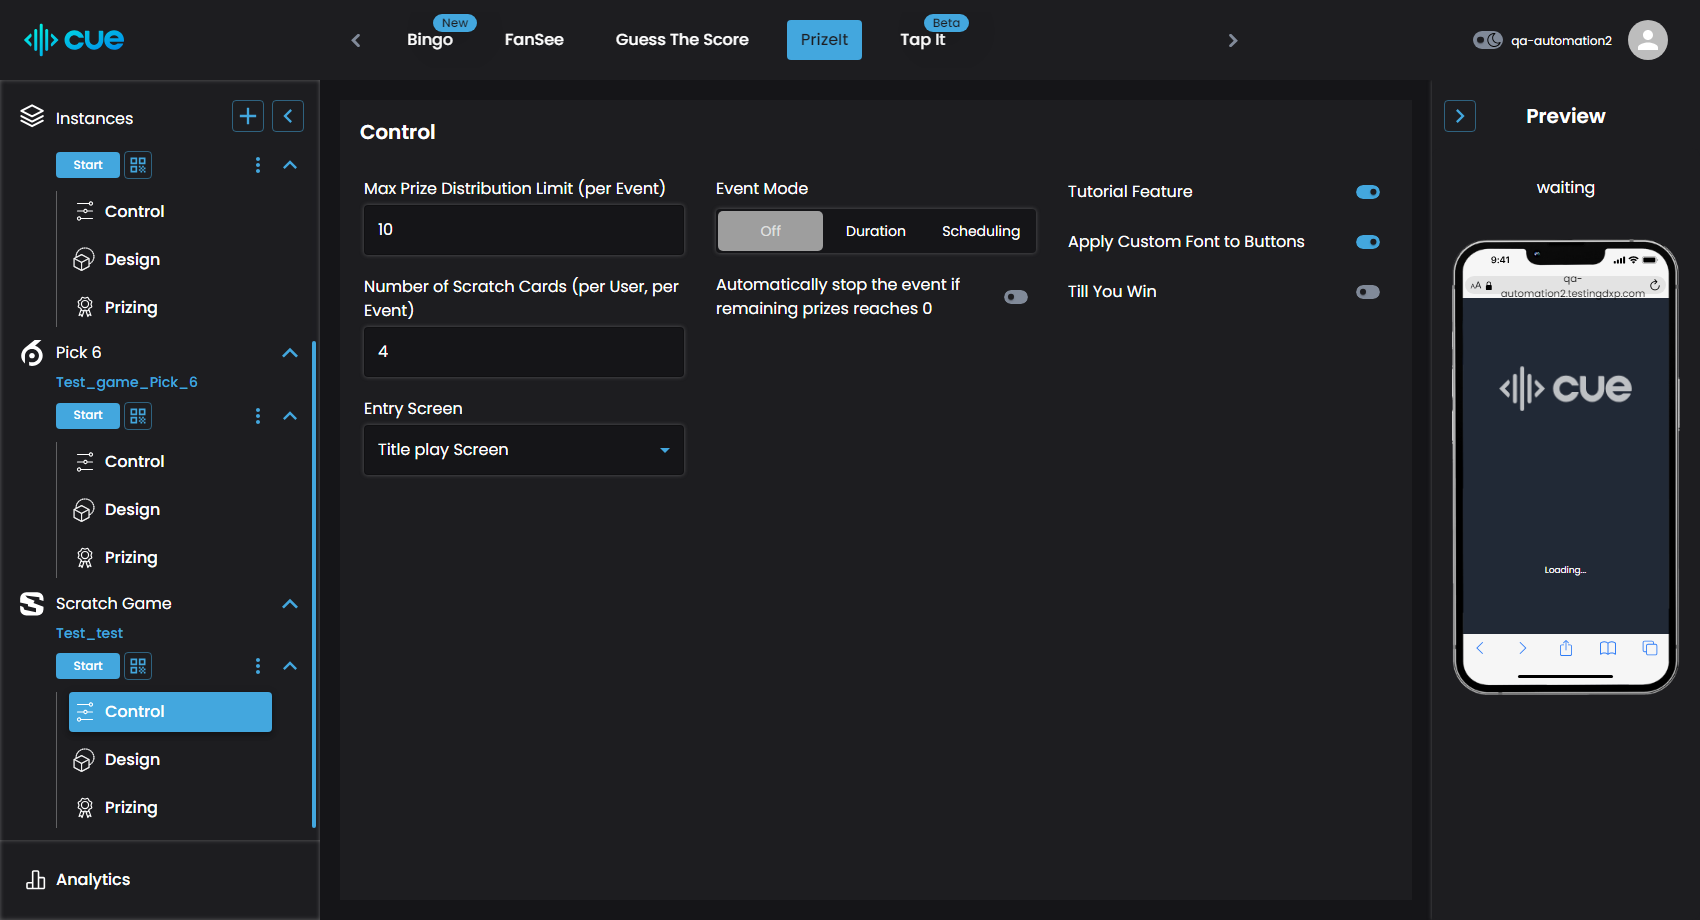 cue
Bingo
New
FanSee
Guess The Score
PrizeIt
Tap It
Beta
qa-automation2
Instances
Start
Control
Design
Prizing
Pick 6
Test_game_Pick_6
Start
Control
Design
Prizing
Scratch Game
Test_test
Start
Control
Design
Prizing
Analytics
Control
Max Prize Distribution Limit (per Event)
10
Number of Scratch Cards (per User, per
Event)
4
Entry Screen
Title play Screen
Event Mode
Off
Duration
Scheduling
Automatically stop the event if
remaining prizes reaches 0
Tutorial Feature
Apply Custom Font to Buttons
Till You Win
Preview
waiting
9:41
AA
qa-
automation2.testingdxp.com
cue
Loading...